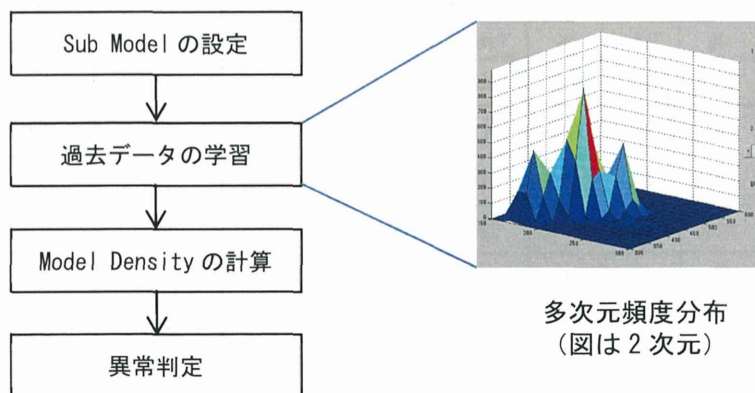 Sub Model の設定
過去データの学習
Model Density の計算
異常判定
多次元頻度分布
(図は2次元)